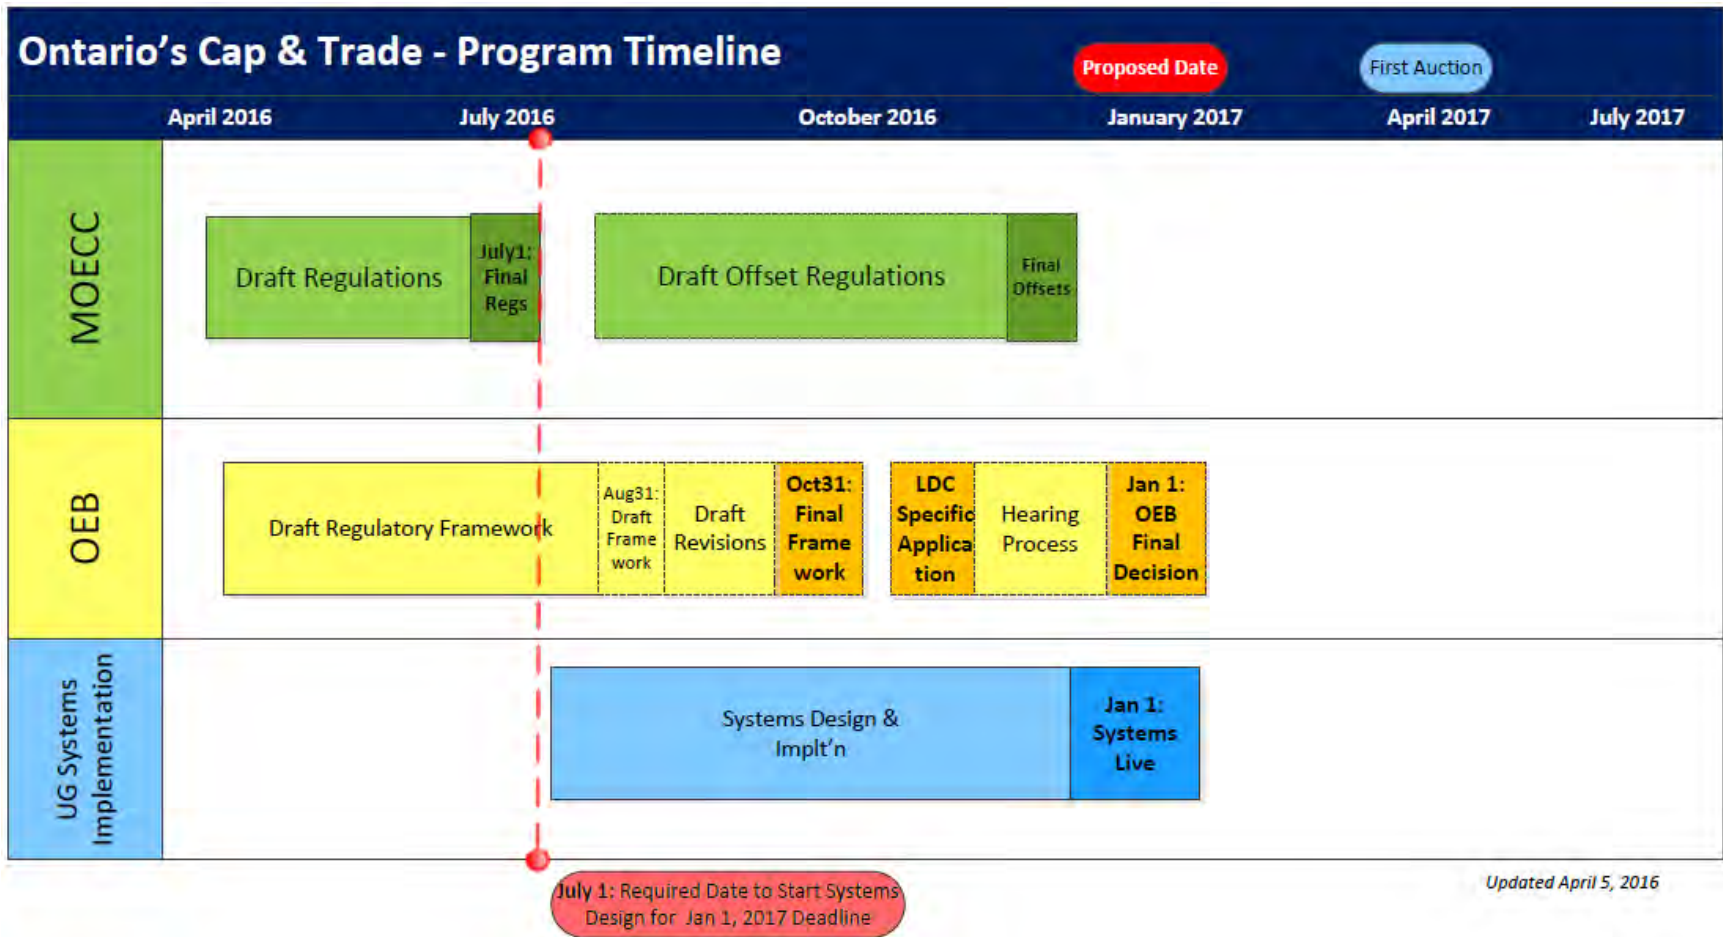 Ontario's Cap & Trade - Program Timeline
Proposed Date
First Auction
April 2016
July 2016
October 2016
January 2017
April 2017
July 2017
MOECC
Draft Regulations
July1:
Final
Regs
Draft Offset Regulations
Final
Offsets
OEB
Draft Regulatory Framework
Aug31:
Draft
Frame
work
Draft
Revisions
Oct31:
Final
Frame
work
LDC
Specific
Applica
tion
Hearing
Process
Jan 1:
OEB
Final
Decision
UG Systems
Implementation
Systems Design &
Implt'n
Jan 1:
Systems
Live
July 1: Required Date to Start Systems
Design for Jan 1, 2017 Deadline
Updated April 5, 2016